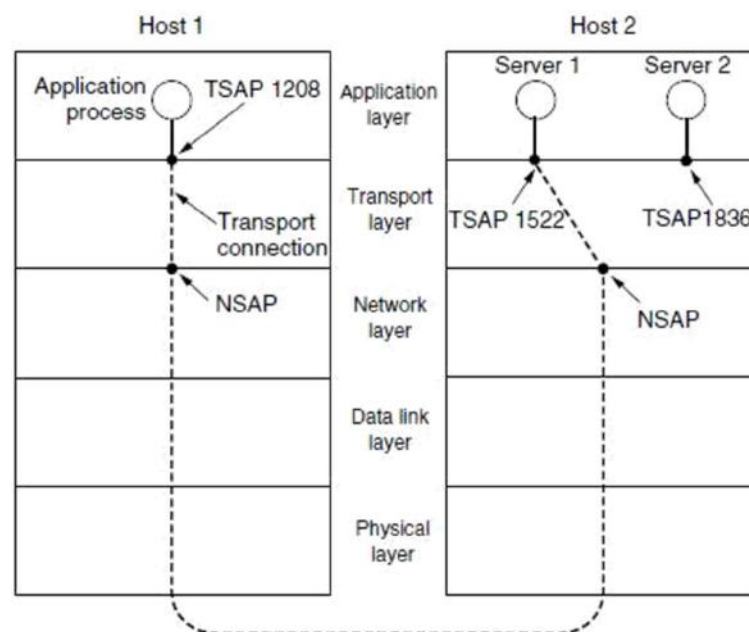 Host 1
Host 2
Application
process
TSAP 1208
Application
layer
Server 1
Server 2
Transport
connection
Transport
layer
TSAP 1522
TSAP1836
NSAP
Network
layer
NSAP
Data link
layer
Physical
layer